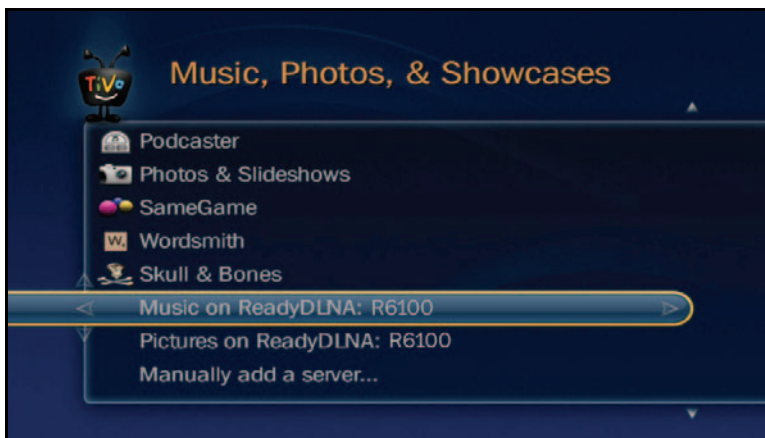 TiVo
Music, Photos, & Showcases
Podcaster
Photos & Slideshows
SameGame
W,
Wordsmith
Skull & Bones
Music on ReadyDLNA: R6100
Pictures on ReadyDLNA: R6100
Manually add a server...